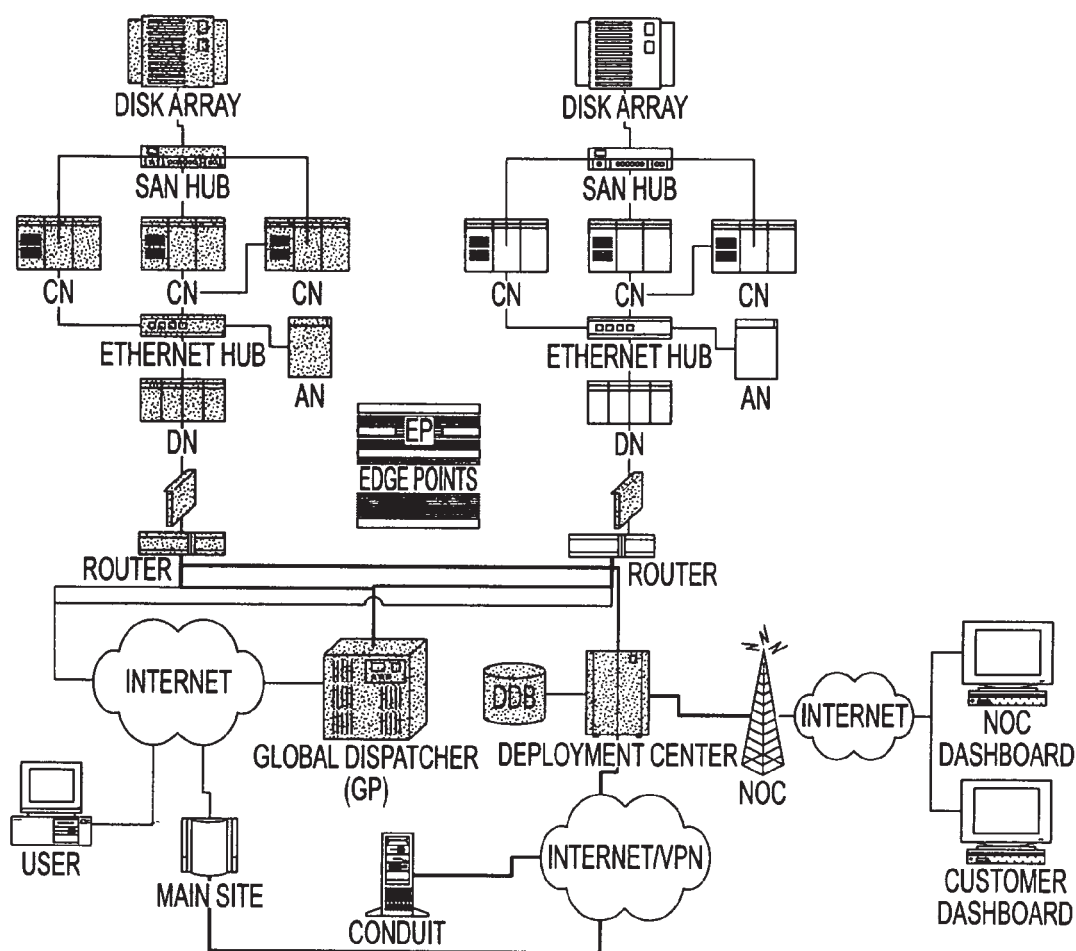 DISK ARRAY
DISK ARRAY
SAN HUB
SAN HUB
CN
CN
CN
CN
CN
CN
ETHERNET HUB
ETHERNET HUB
AN
AN
DN
DN
EP
EDGE POINTS
ROUTER
ROUTER
INTERNET
DDB
INTERNET
GLOBAL DISPATCHER
(GP)
DEPLOYMENT CENTER
NOC
NOC
DASHBOARD
USER
MAIN SITE
CONDUIT
INTERNET/VPN
CUSTOMER
DASHBOARD